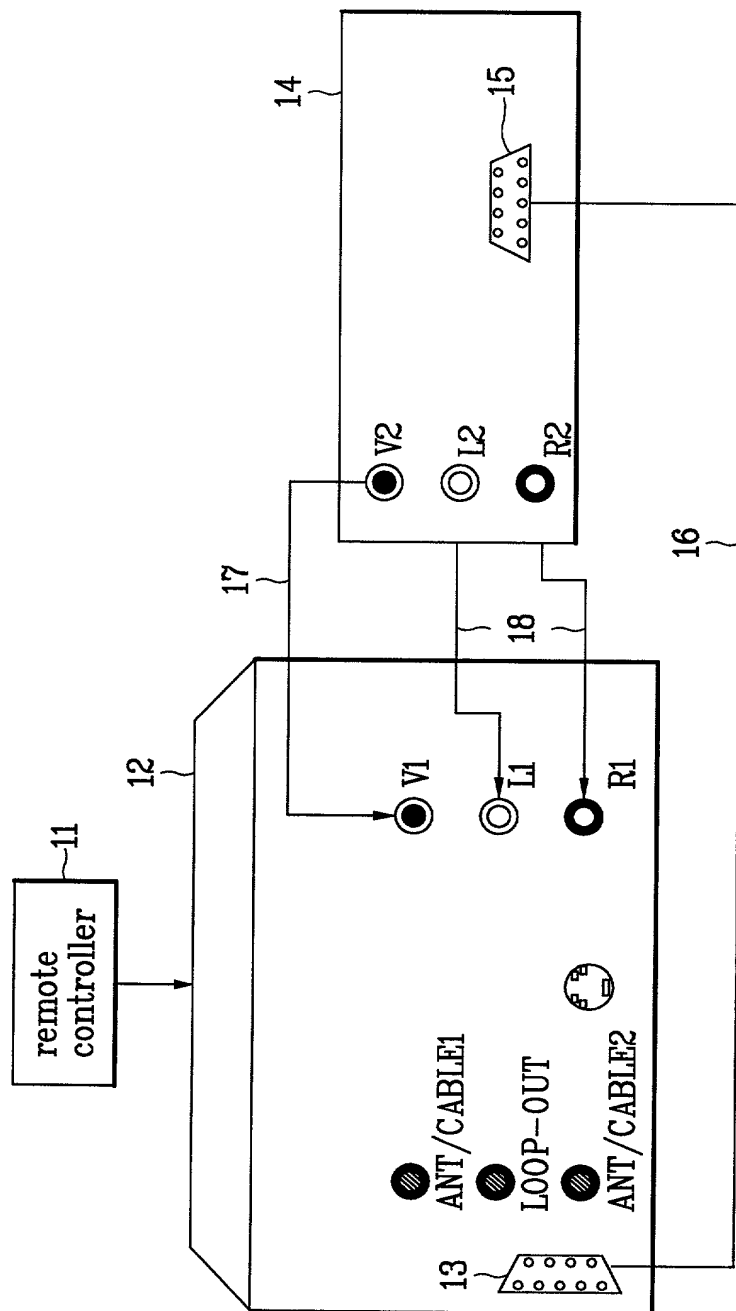 11
remote
controller
12
17
14
V1
V2
L1
L2
R1
R2
18
15
ANT/CABLE1
LOOP-OUT
ANT/CABLE2
13
16